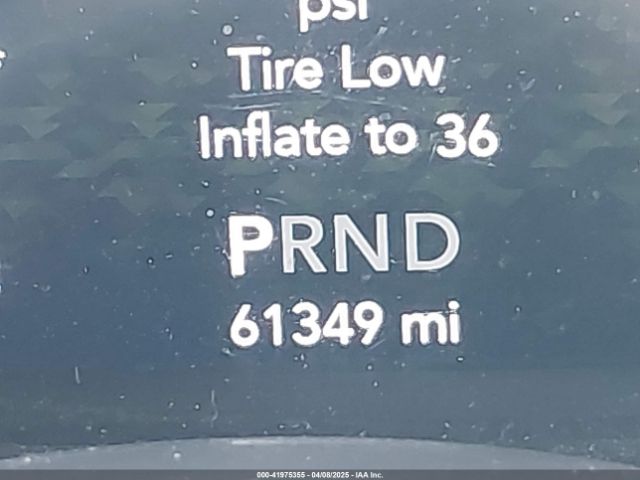 psi
Tire Low
Inflate to 36
PRND
61349 mi
000-41975355 - 04/08/2025 - IAA Inc.